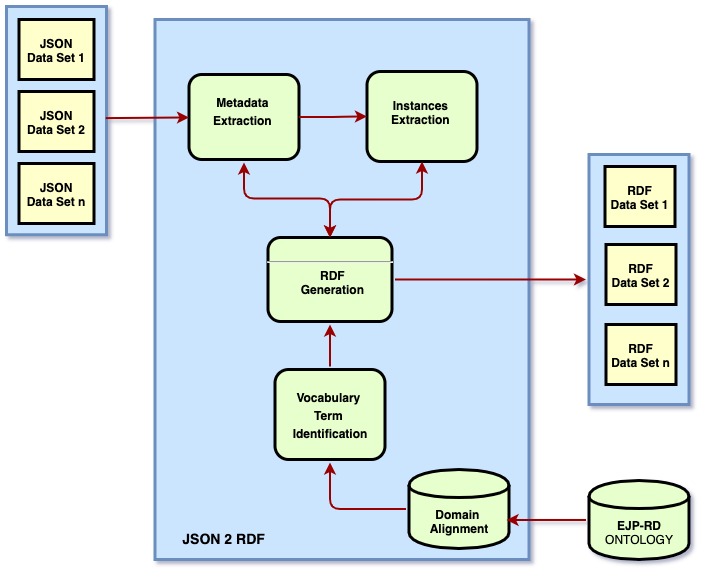 JSON
Data Set 1
JSON
Data Set 2
JSON
Data Set n
Metadata
Extraction
Instances
Extraction
RDF
Generation
Vocabulary
Term
Identification
Domain
Alignment
JSON 2 RDF
RDF
Data Set 1
RDF
Data Set 2
RDF
Data Set n
EJP-RD
ONTOLOGY